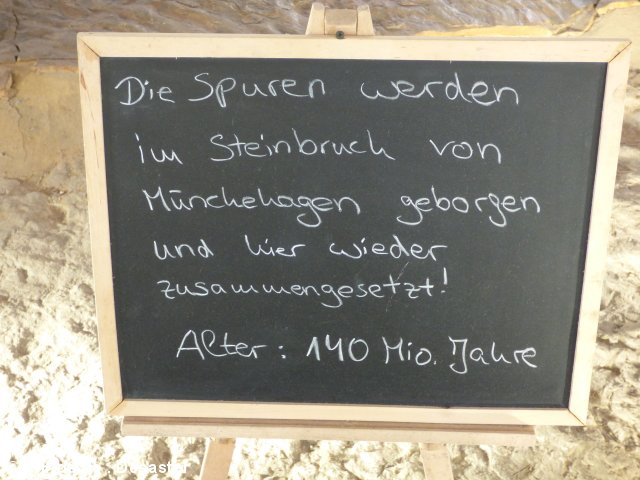 Die Spuren werden
im Steinbruch von
Münchehagen geborgen
und hier wieder
zusammengesetzt!
Alter: 140 Mio. Jahre